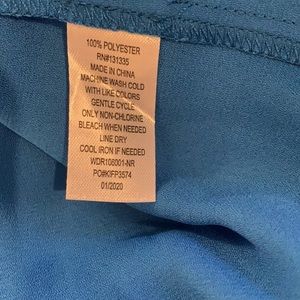 100% POLYESTER
RN#131335
MADE IN CHINA
MACHINE WASH COLD
WITH LIKE COLORS
GENTLE CYCLE
ONLY NON-CHLORINE
BLEACH WHEN NEEDED
LINE DRY
COOL IRON IF NEEDED
WDR106001-NR
PO#KIFP3574
01/2020